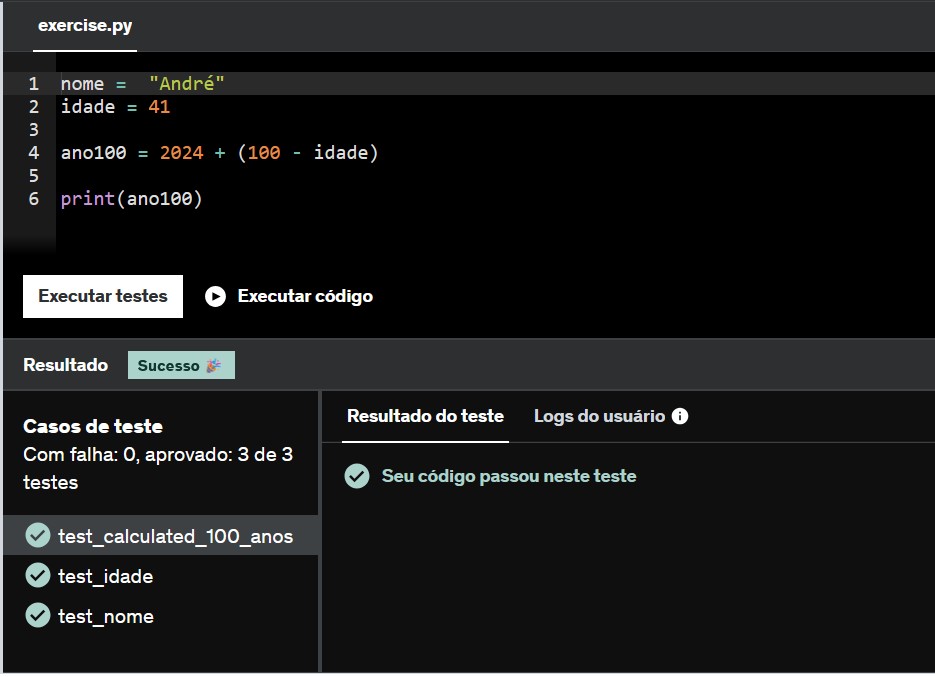 exercise.py
1 nome =  "André"
2 idade = 41
3
4 ano100 = 2024 + (100 - idade)
5
6 print(ano100)
Executar testes Executar código
Resultado Sucesso 🎉
Casos de teste
Com falha: 0, aprovado: 3 de 3
testes
test_calculated_100_anos
test_idade
test_nome
Resultado do teste Logs do usuário
Seu código passou neste teste